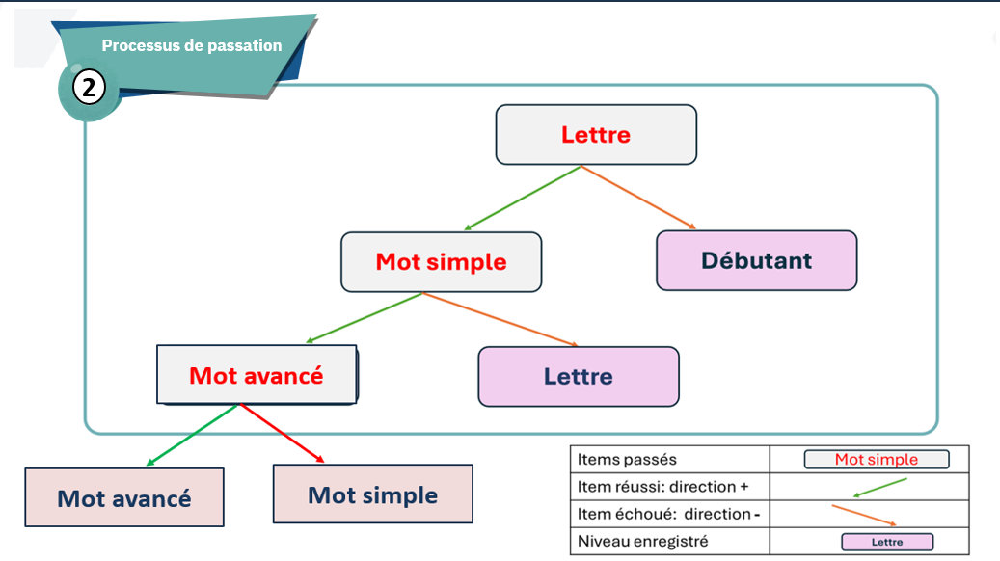 Processus de passation
2
Lettre
Mot simple
Débutant
Mot avancé
Lettre
Mot avancé
Mot simple
Items passés
Mot simple
Item réussi: direction +
Item échoué: direction -
Niveau enregistré
Lettre